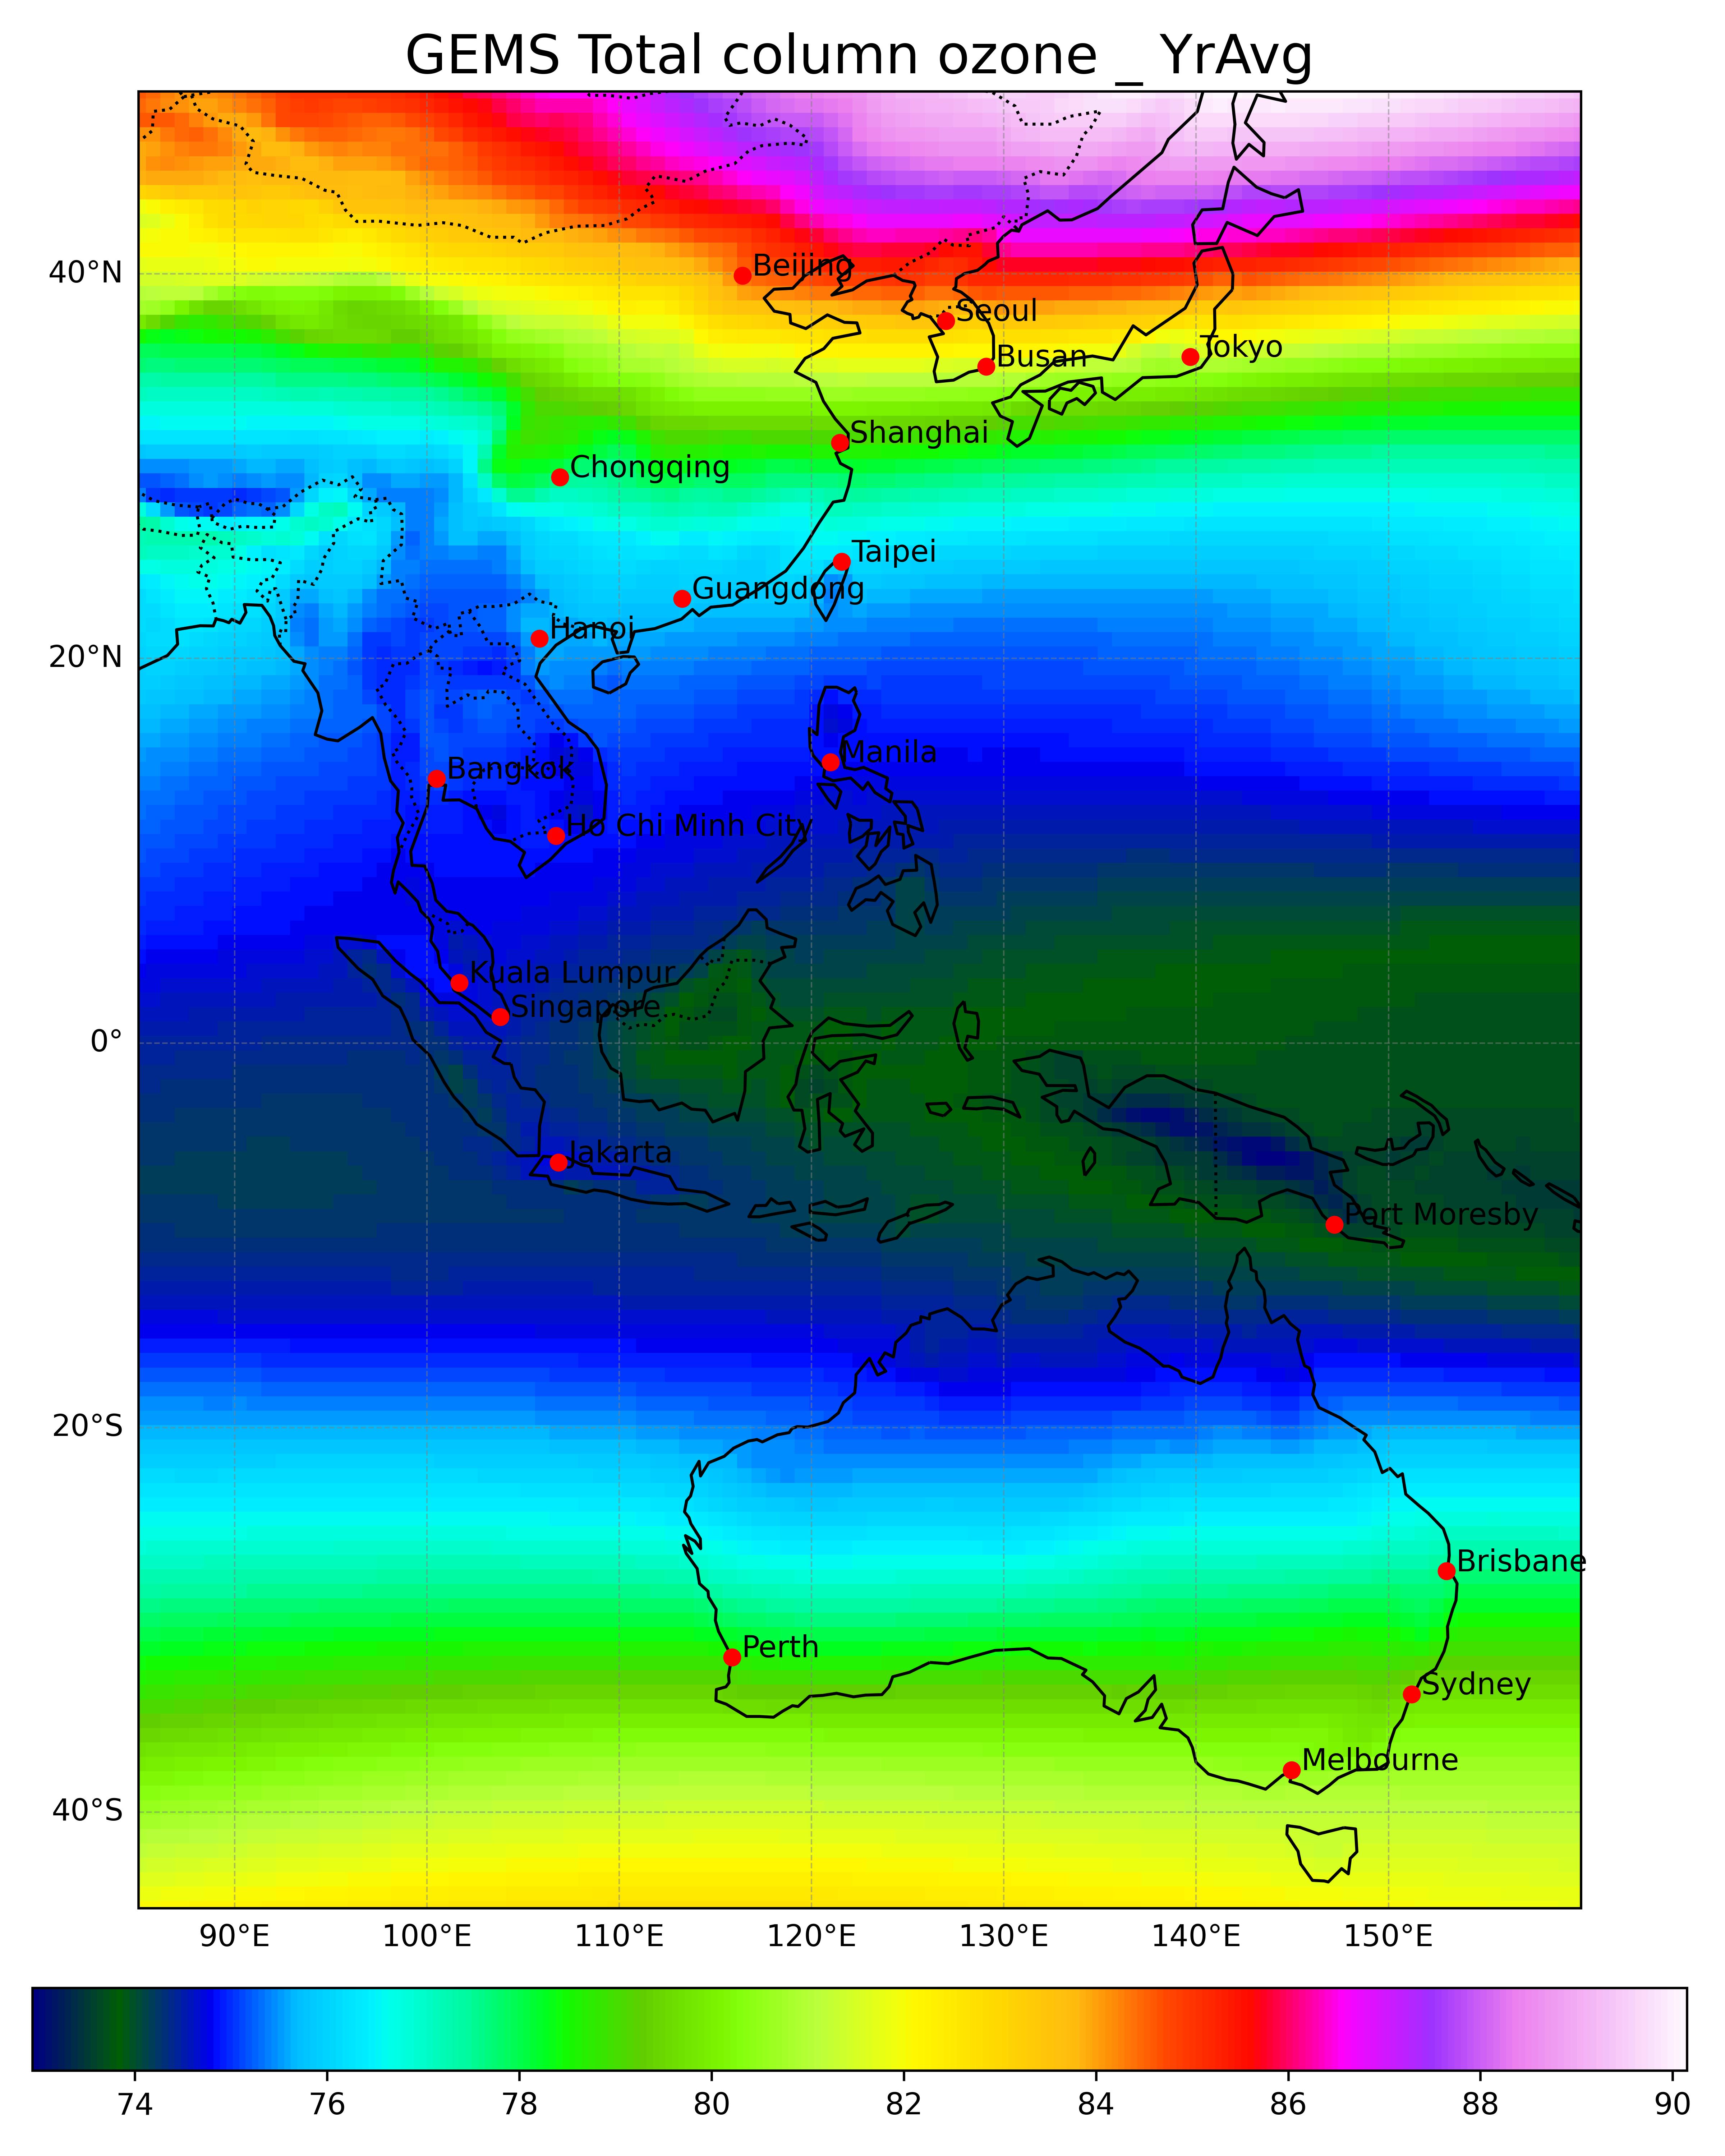 GEMS Total column ozone _ YrAvg
40°N
20°N
0°
20°S
40°S
Beijing
Seoul
Busan
Tokyo
Shanghai
Chongqing
Taipei
Guangdong
Hanoi
Manila
Bangkok
Ho Chi Minh City
Kuala Lumpur
Singapore
Jakarta
Port Moresby
Brisbane
Perth
Sydney
Melbourne
90°E 100°E 110°E 120°E 130°E 140°E 150°E
74 76 78 80 82 84 86 88 90